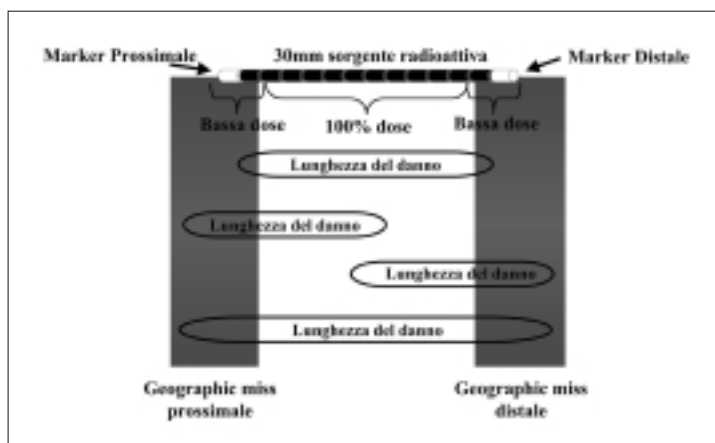 Marker Prossimale
30mm sorgente radioattiva
Marker Distale
Bassa dose
100% dose
Bassa dose
Lunghezza del danno
Lunghezza del danno
Lunghezza del danno
Lunghezza del danno
Geographic miss
prossimale
Geographic miss
distale